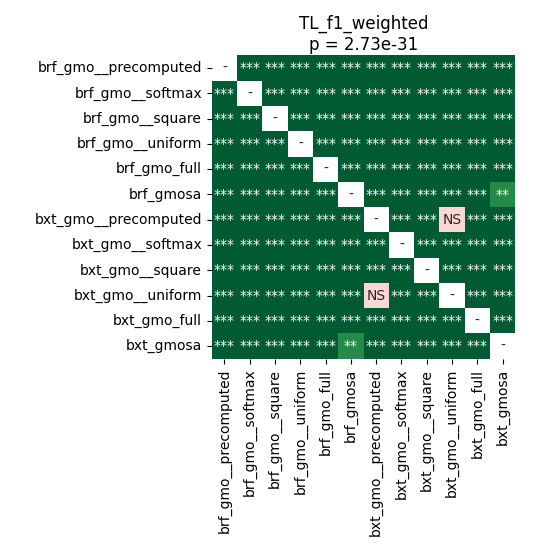 TL_f1_weighted
p = 2.73e-31
brf_gmo__precomputed - *** *** *** *** *** *** *** *** *** *** ***
brf_gmo__softmax *** - *** *** *** *** *** *** *** *** *** ***
brf_gmo__square *** *** - *** *** *** *** *** *** *** *** ***
brf_gmo__uniform *** *** *** - *** *** *** *** *** *** *** ***
brf_gmo_full *** *** *** *** - *** *** *** *** *** *** ***
brf_gmosa *** *** *** *** *** - *** *** *** *** *** **
bxt_gmo__precomputed *** *** *** *** *** *** - *** *** NS *** ***
bxt_gmo__softmax *** *** *** *** *** *** *** - *** *** *** ***
bxt_gmo__square *** *** *** *** *** *** *** *** - *** *** ***
bxt_gmo__uniform *** *** *** *** *** *** NS *** *** - *** ***
bxt_gmo_full *** *** *** *** *** *** *** *** *** *** - ***
bxt_gmosa *** *** *** *** *** ** *** *** *** *** *** -
brf_gmo__precomputed
brf_gmo__softmax
brf_gmo__square
brf_gmo__uniform
brf_gmo_full
brf_gmosa
bxt_gmo__precomputed
bxt_gmo__softmax
bxt_gmo__square
bxt_gmo__uniform
bxt_gmo_full
bxt_gmosa